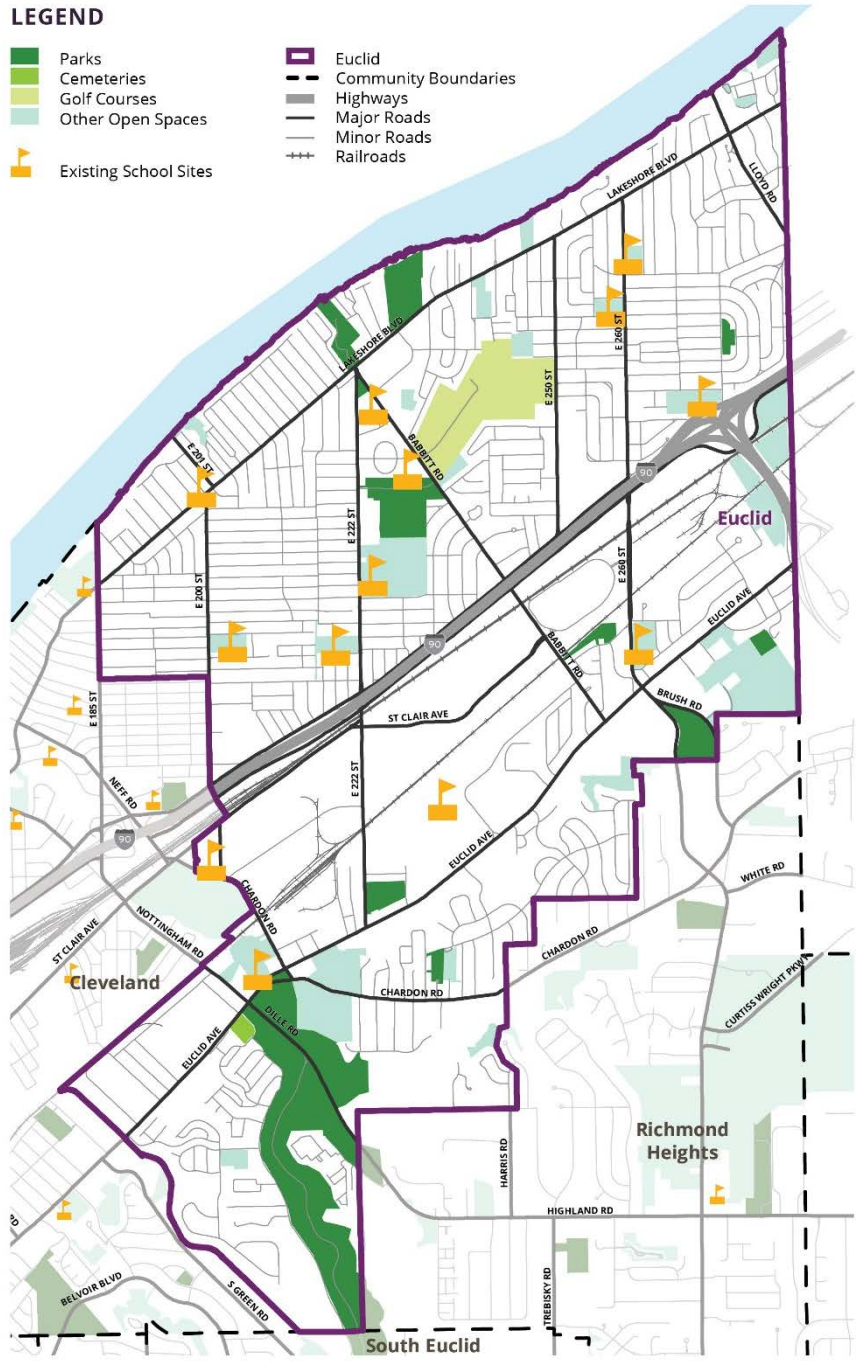 LEGEND
Parks
Cemeteries
Golf Courses
Other Open Spaces
Existing School Sites
Euclid
Community Boundaries
Highways
Major Roads
Minor Roads
Railroads
LAKESHORE BLVD
LLOYD RD
E 260 ST
LAKESHORE BLVD
E 250 ST
BABBITT RD
E 201 ST
90
Euclid
E 222 ST
E 260 ST
E 200 ST
EUCLID AVE
90
BABBITT RD
BRUSH RD
E 185 ST
ST CLAIR AVE
E 222 ST
NEFF RD
90
EUCLID AVE
WHITE RD
CHARDON RD
NOTTINGHAM RD
ST CLAIR AVE
CHARDON RD
Cleveland
CHARDON RD
CURTISS WRIGHT PKWY
DILLE RD
EUCLID AVE
Richmond
Heights
HARRIS RD
HIGHLAND RD
RD
BELVOIR BLVD
S GREEN RD
TREBISKY RD
South Euclid